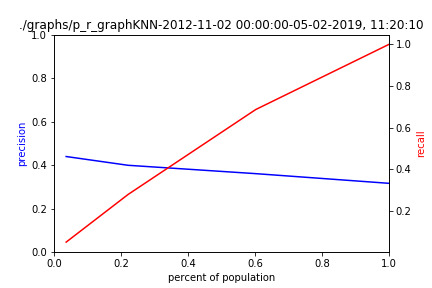 ./graphs/p_r_graphKNN-2012-11-02 00:00:00-05-02-2019, 11:20:10
1.0
0.8
0.6
0.4
0.2
0.0
precision
0.0 0.2 0.4 0.6 0.8 1.0
percent of population
1.0
0.8
0.6
0.4
0.2
recall